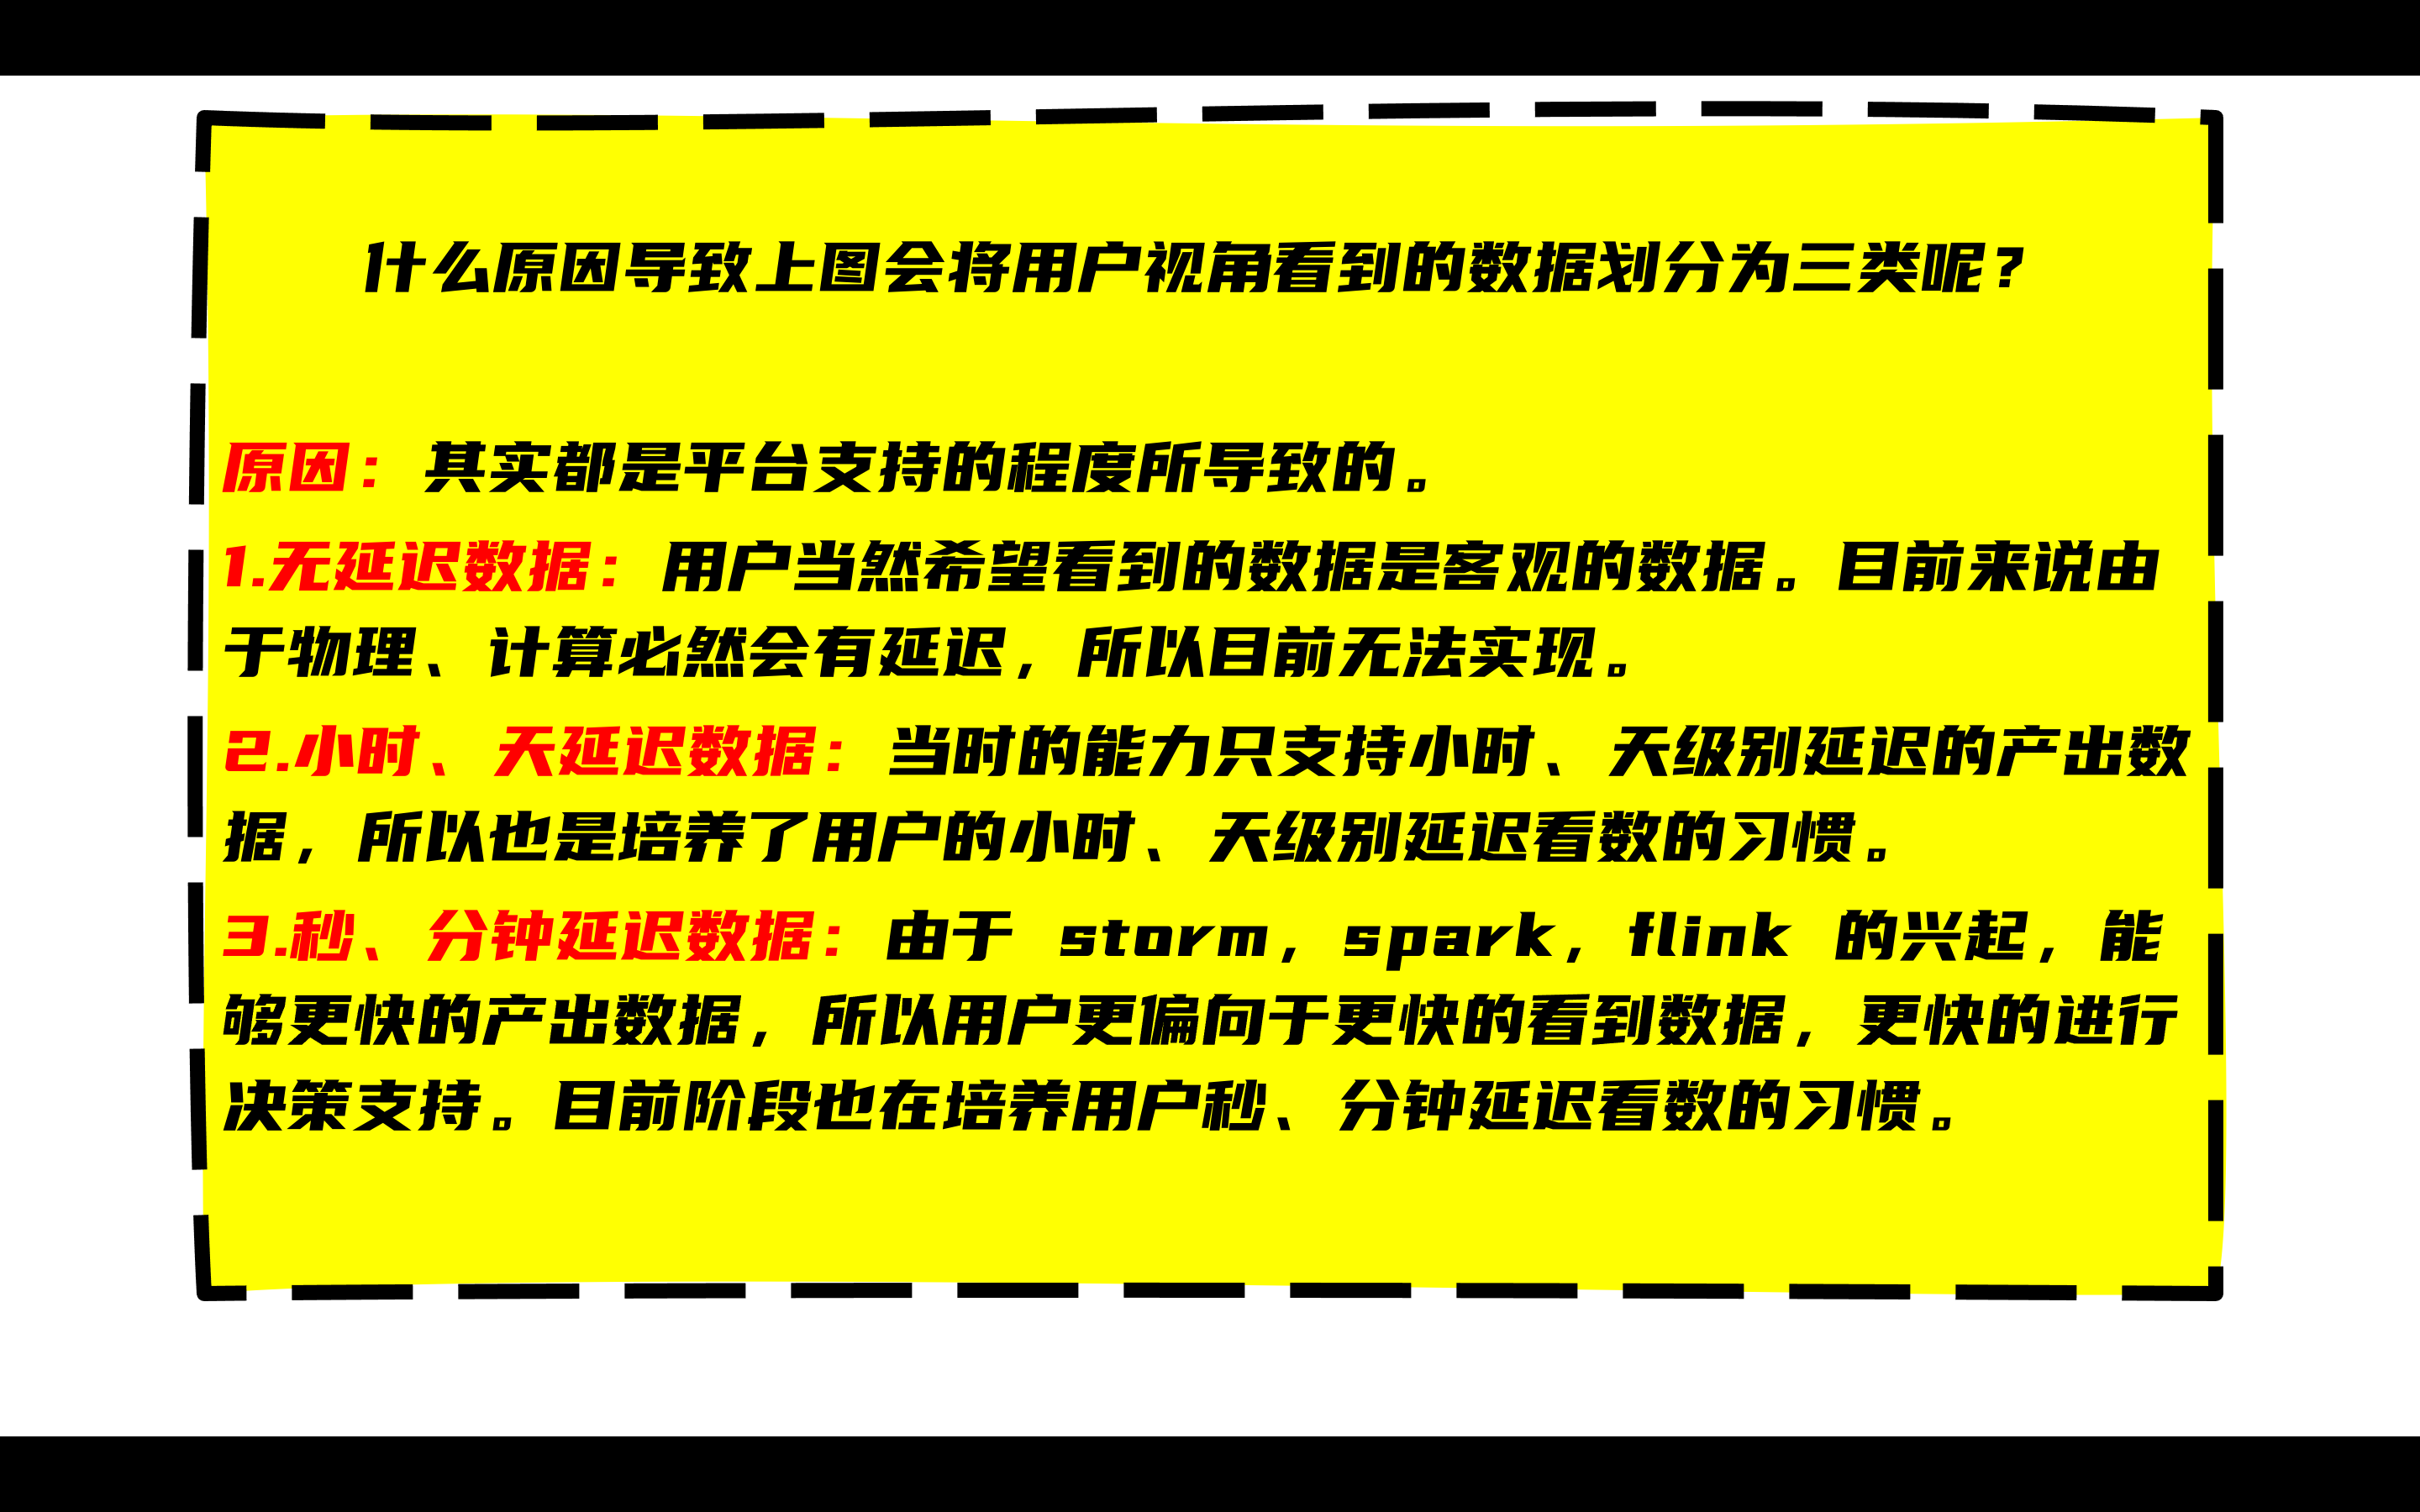 什么原因导致上图会将用户视角看到的数据划分为三类呢？
原因：其实都是平台支持的程度所导致的。
1.无延迟数据：用户当然希望看到的数据是客观的数据。目前来说由
于物理、计算必然会有延迟，所以目前无法实现。
2.小时、天延迟数据：当时的能力只支持小时、天级别延迟的产出数
据，所以也是培养了用户的小时、天级别延迟看数的习惯。
3.秒、分钟延迟数据：由于 storm，spark，flink 的兴起，能
够更快的产出数据，所以用户更偏向于更快的看到数据，更快的进行
决策支持。目前阶段也在培养用户秒、分钟延迟看数的习惯。